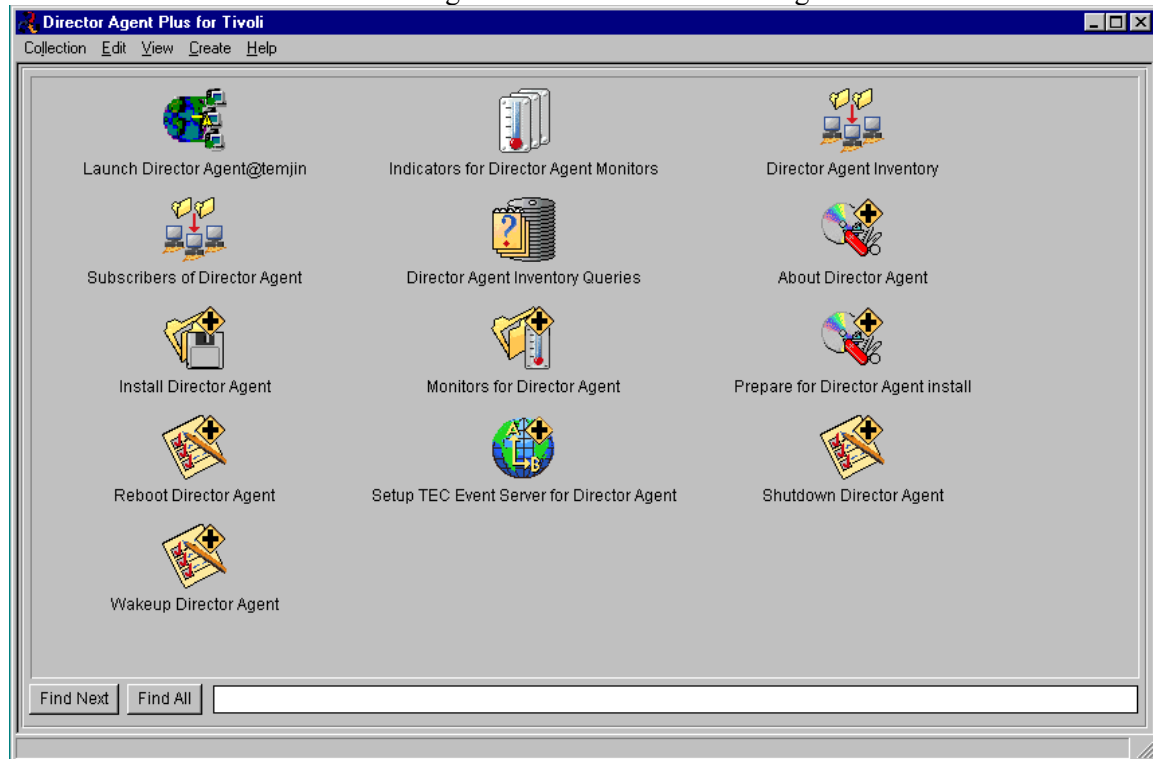 Director Agent Plus for Tivoli
Collection Edit View Create Help
Launch Director Agent@temjin
Indicators for Director Agent Monitors
Director Agent Inventory
Subscribers of Director Agent
Director Agent Inventory Queries
About Director Agent
Install Director Agent
Monitors for Director Agent
Prepare for Director Agent install
Reboot Director Agent
Setup TEC Event Server for Director Agent
Shutdown Director Agent
Wakeup Director Agent
Find Next Find All